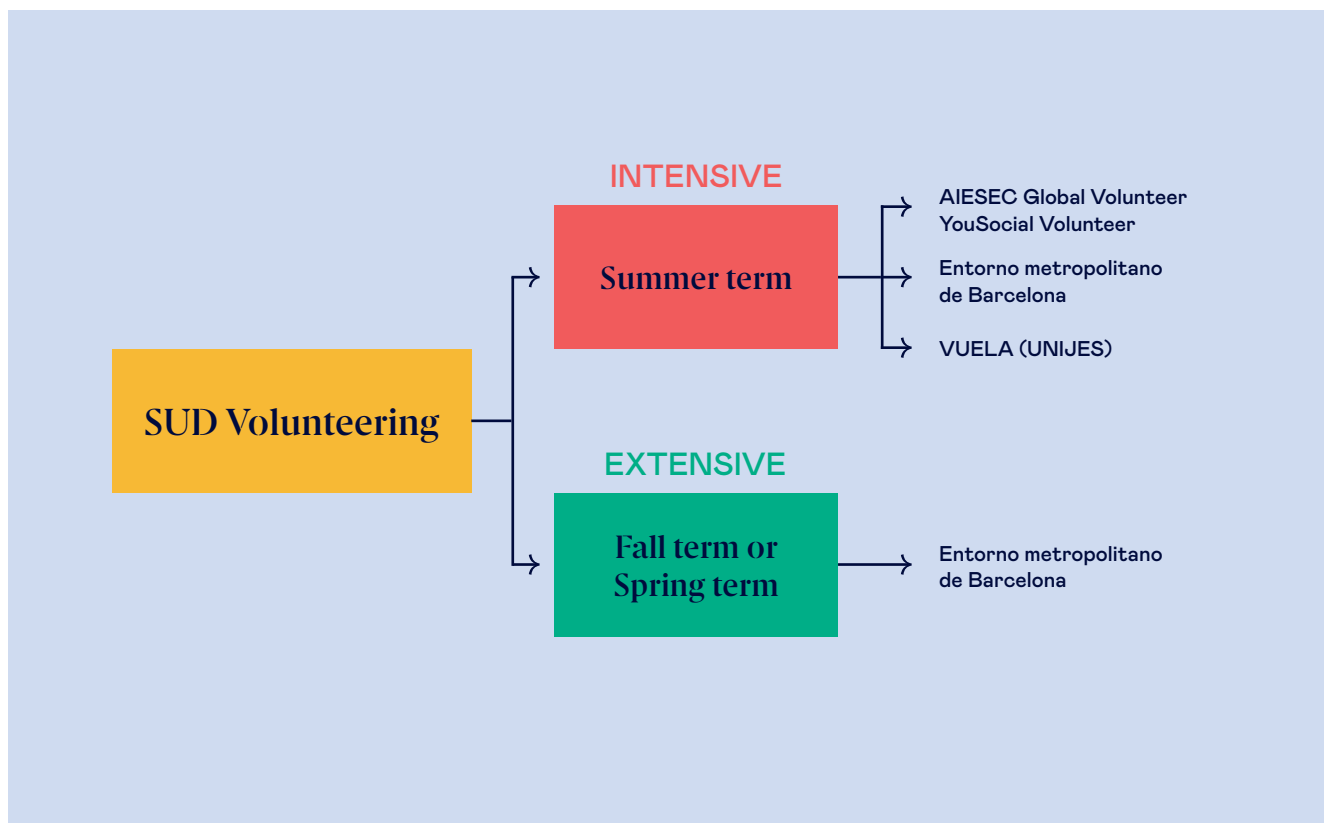 SUD Volunteering
INTENSIVE
Summer term
AIESEC Global Volunteer
YouSocial Volunteer
Entorno metropolitano
de Barcelona
VUELA (UNIJES)
EXTENSIVE
Fall term or
Spring term
Entorno metropolitano
de Barcelona